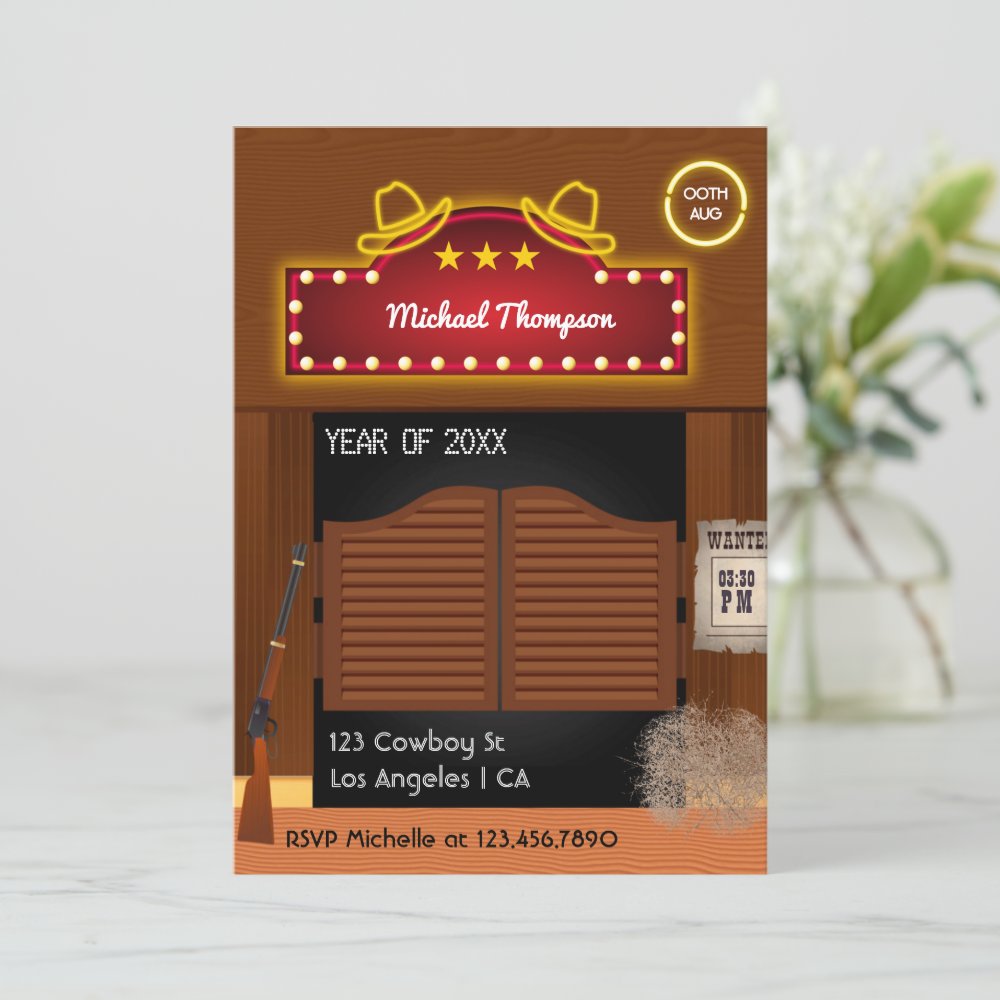 OOTH
AUG
Michael Thompson
YEAR OF 20XX
WANTE
03:30
PM
123 Cowboy St
Los Angeles | CA
RSVP Michelle at 123.456.7890